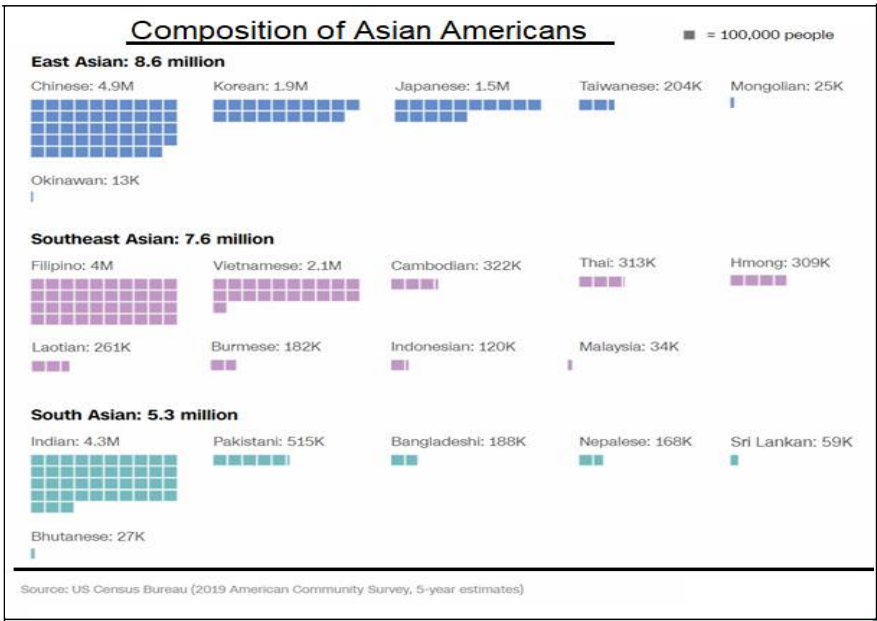 Composition of Asian Americans
= 100,000 people
East Asian: 8.6 million
Chinese: 4.9M
Korean: 1.9M
Japanese: 1.5M
Taiwanese: 204K
Mongolian: 25K
Okinawan: 13K
Southeast Asian: 7.6 million
Filipino: 4M
Vietnamese: 2.1M
Cambodian: 322K
Thai: 313K
Hmong: 309K
Laotian: 261K
Burmese: 182K
Indonesian: 120K
Malaysia: 34K
South Asian: 5.3 million
Indian: 4.3M
Pakistani: 515K
Bangladeshi: 188K
Nepalese: 168K
Sri Lankan: 59K
Bhutanese: 27K
Source: US Census Bureau (2019 American Community Survey, 5-year estimates)